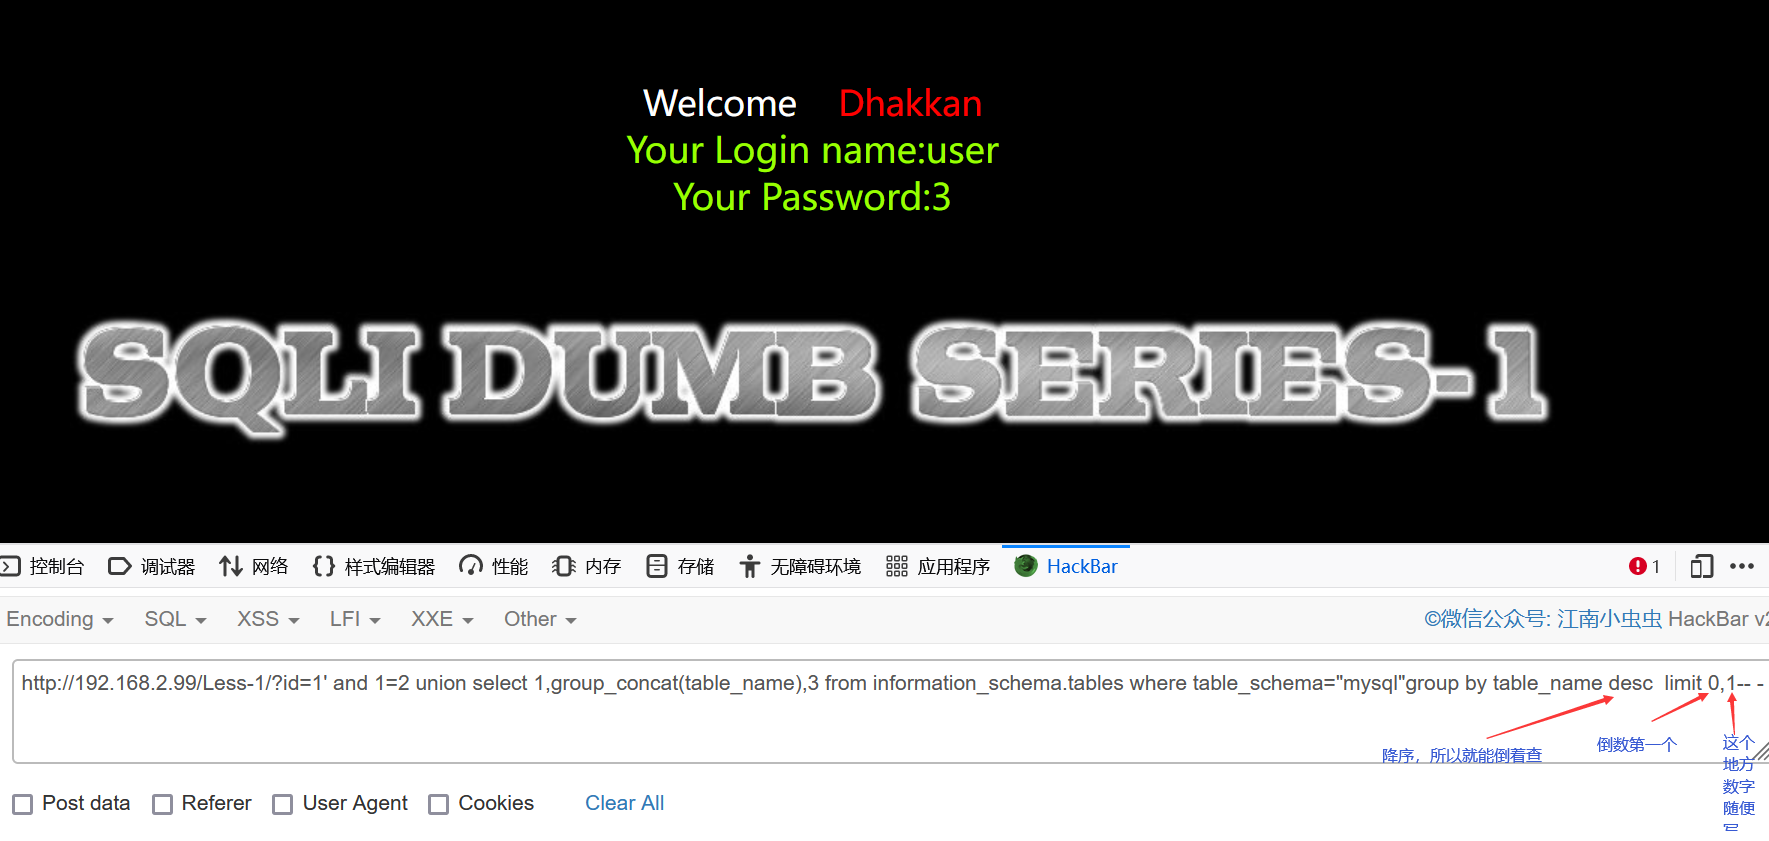 Welcome Dhakkan
Your Login name:user
Your Password:3
SQLI DUMB SERIES-1
控制台 调试器 网络 样式编辑器 性能 内存 存储 无障碍环境 应用程序 HackBar 1
Encoding SQL XSS LFI XXE Other ©微信公众号: 江南小虫虫 HackBar v2
http://192.168.2.99/Less-1/?id=1' and 1=2 union select 1,group_concat(table_name),3 from information_schema.tables where table_schema="mysql"group by table_name desc  limit 0,1-- -
降序，所以就能倒着查
倒数第一个
这个
地方
数字
随便
写
Post data Referer User Agent Cookies Clear All